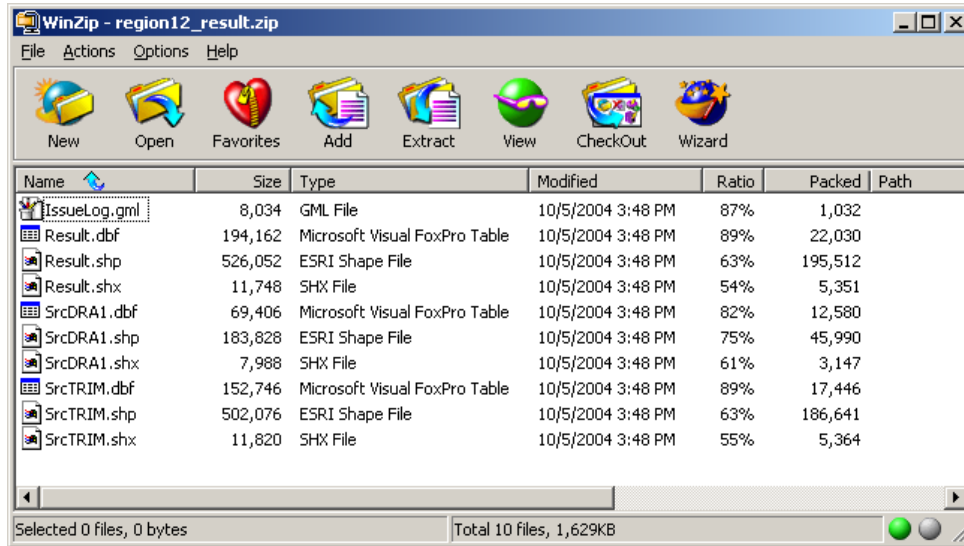 WinZip - region12_result.zip
File Actions Options Help
New Open Favorites Add Extract View CheckOut Wizard
Name Size Type Modified Ratio Packed Path
IssueLog.gml 8,034 GML File 10/5/2004 3:48 PM 87% 1,032
Result.dbf 194,162 Microsoft Visual FoxPro Table 10/5/2004 3:48 PM 89% 22,030
Result.shp 526,052 ESRI Shape File 10/5/2004 3:48 PM 63% 195,512
Result.shx 11,748 SHX File 10/5/2004 3:48 PM 54% 5,351
SrcDRA1.dbf 69,406 Microsoft Visual FoxPro Table 10/5/2004 3:48 PM 82% 12,580
SrcDRA1.shp 183,828 ESRI Shape File 10/5/2004 3:48 PM 75% 45,990
SrcDRA1.shx 7,988 SHX File 10/5/2004 3:48 PM 61% 3,147
SrcTRIM.dbf 152,746 Microsoft Visual FoxPro Table 10/5/2004 3:48 PM 89% 17,446
SrcTRIM.shp 502,076 ESRI Shape File 10/5/2004 3:48 PM 63% 186,641
SrcTRIM.shx 11,820 SHX File 10/5/2004 3:48 PM 55% 5,364
Selected 0 files, 0 bytes Total 10 files, 1,629KB